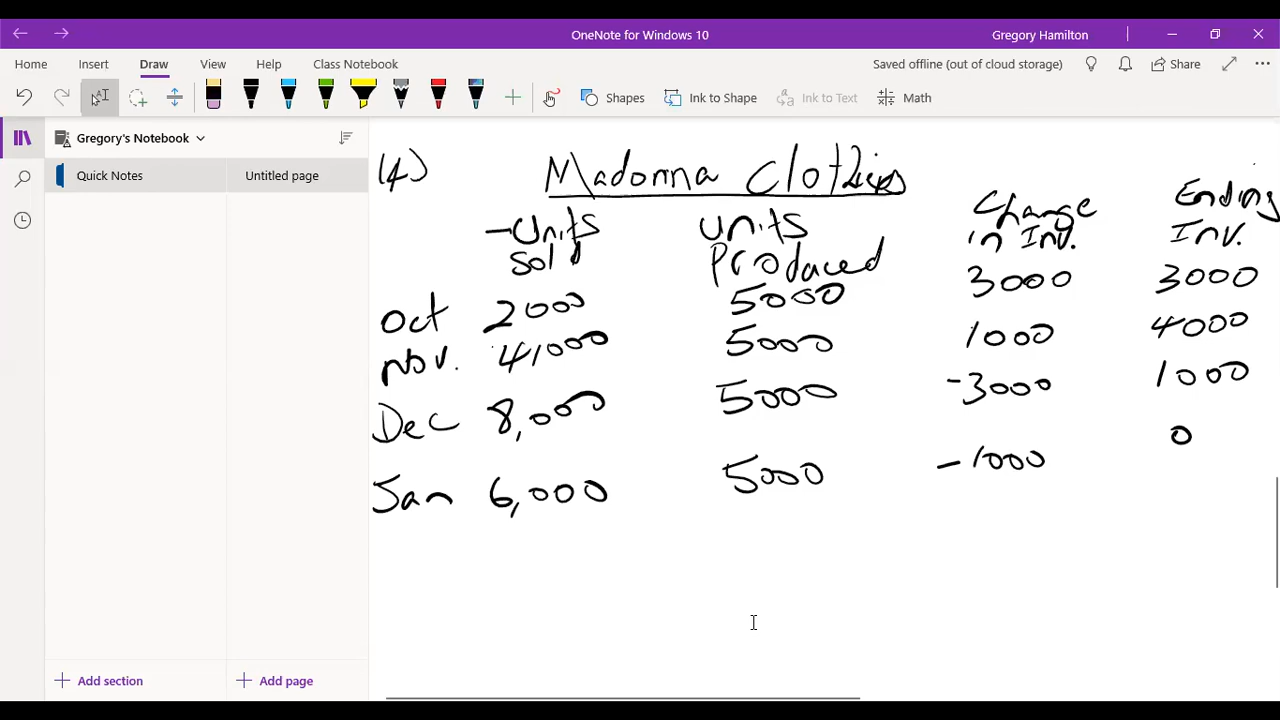 OneNote for Windows 10
Gregory Hamilton
Home Insert Draw View Help Class Notebook
Saved offline (out of cloud storage)
Share
Shapes
Ink to Shape
Ink to Text
Math
Gregory's Notebook
Quick Notes
Untitled page
(4) Madonna Clothing
-Units sold
units Produced
Change in Inv.
Ending Inv.
Oct 2000 5000 3000 3000
Nov. 4,000 5000 1000 4000
Dec 8,000 5000 -3000 1000
Jan 6,000 5000 -1000 0
Add section
Add page